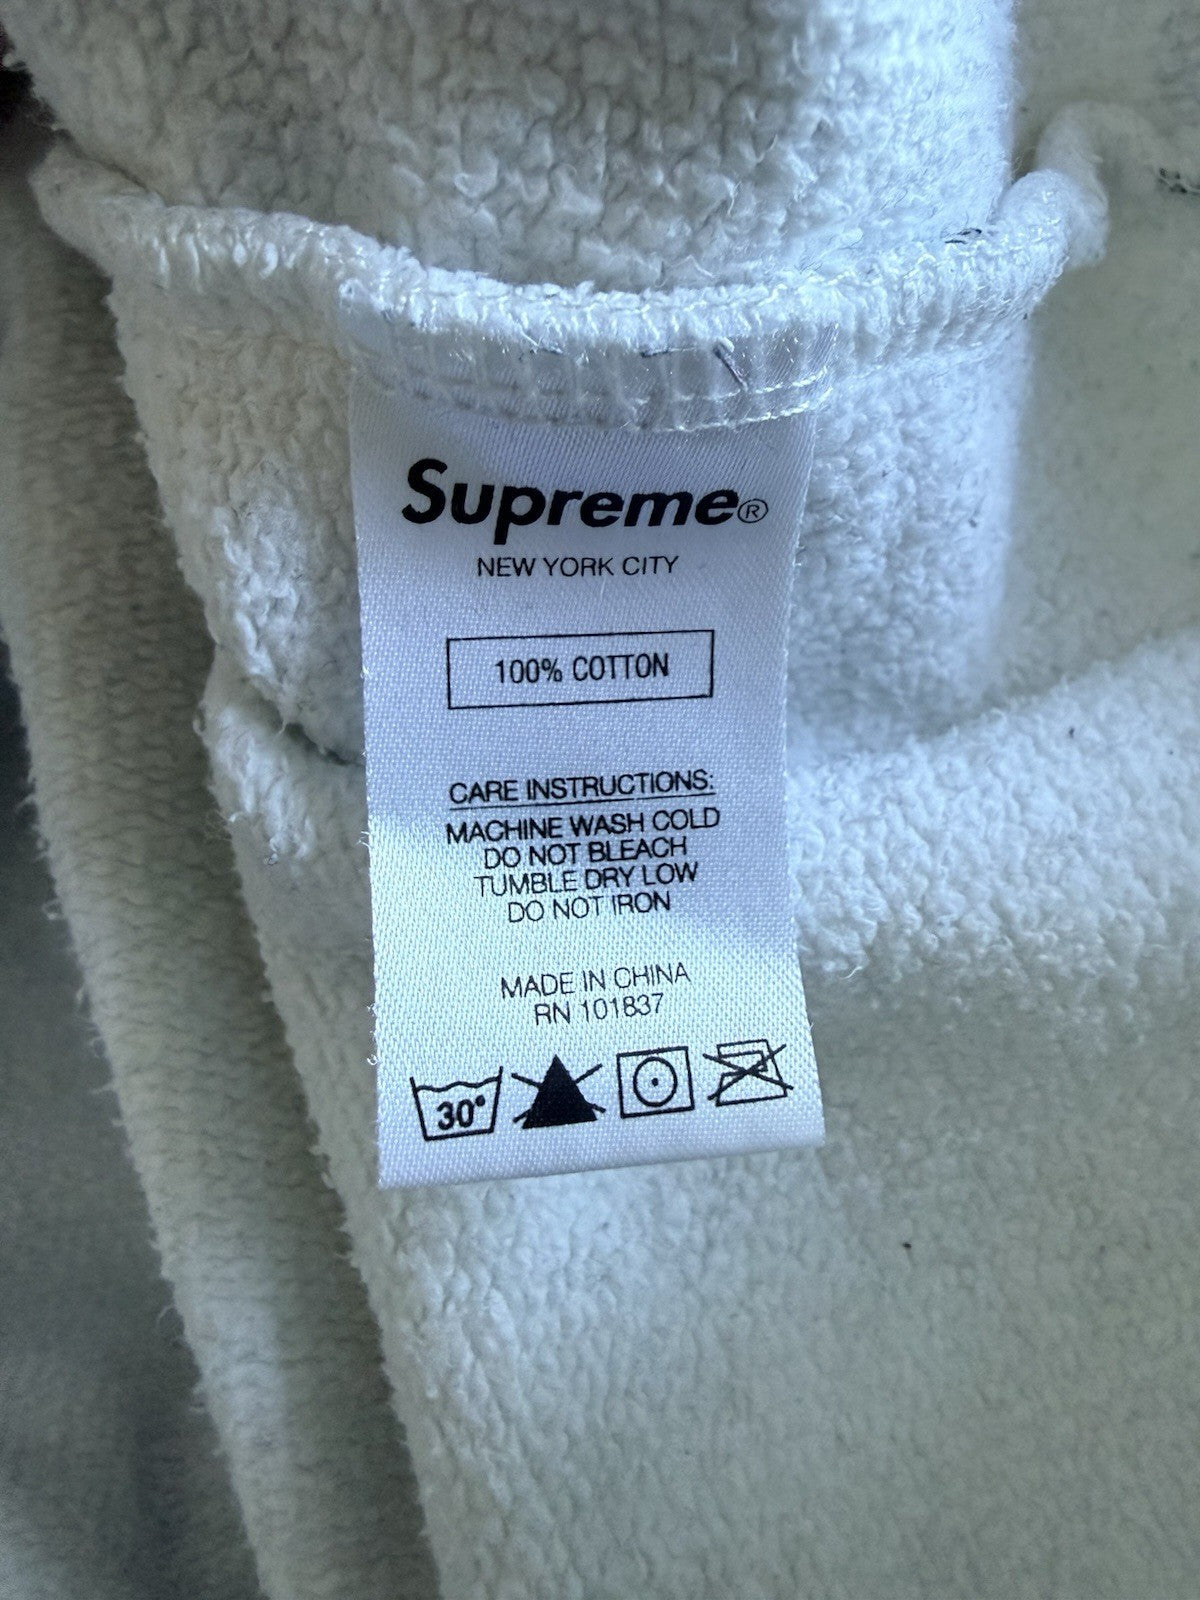 Supreme®
NEW YORK CITY
100% COTTON
CARE INSTRUCTIONS:
MACHINE WASH COLD
DO NOT BLEACH
TUMBLE DRY LOW
DO NOT IRON
MADE IN CHINA
RN 101837
30°